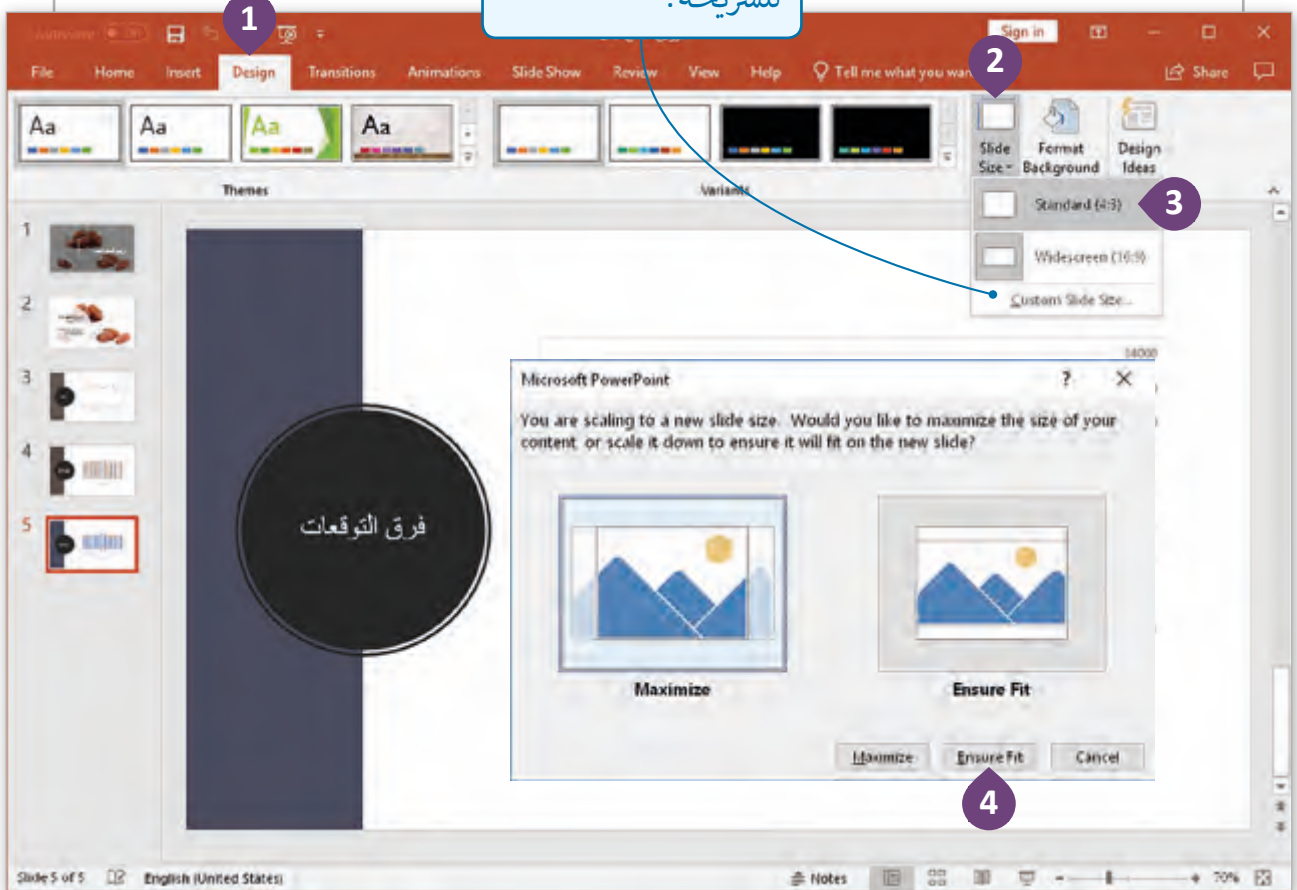 للشريحة.
1
2
Sign in
File Home Insert Design Transitions Animations Slide Show Review View Help Tell me what you wan Share
Aa Aa Aa Aa
Slide Size
Format Background
Design Ideas
Themes
Variants
Standard (4:3)
3
Widescreen (16:9)
Custom Slide Size...
1
2
3
4
5
14000
فرق التوقعات
Microsoft PowerPoint
You are scaling to a new slide size. Would you like to maximize the size of your
content or scale it down to ensure it will fit on the new slide?
Maximize
Ensure Fit
Maximize Ensure Fit Cancel
4
Slide 5 of 5 English (United States) Notes 70%